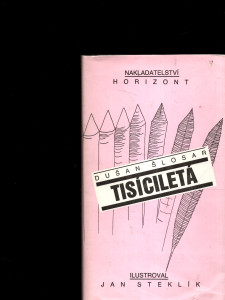 NAKLADATELSTVÍ
HORIZONT
DUŠAN ŠLOSAR
TISÍCILETÁ
ILUSTROVAL
JAN STEKLÍK